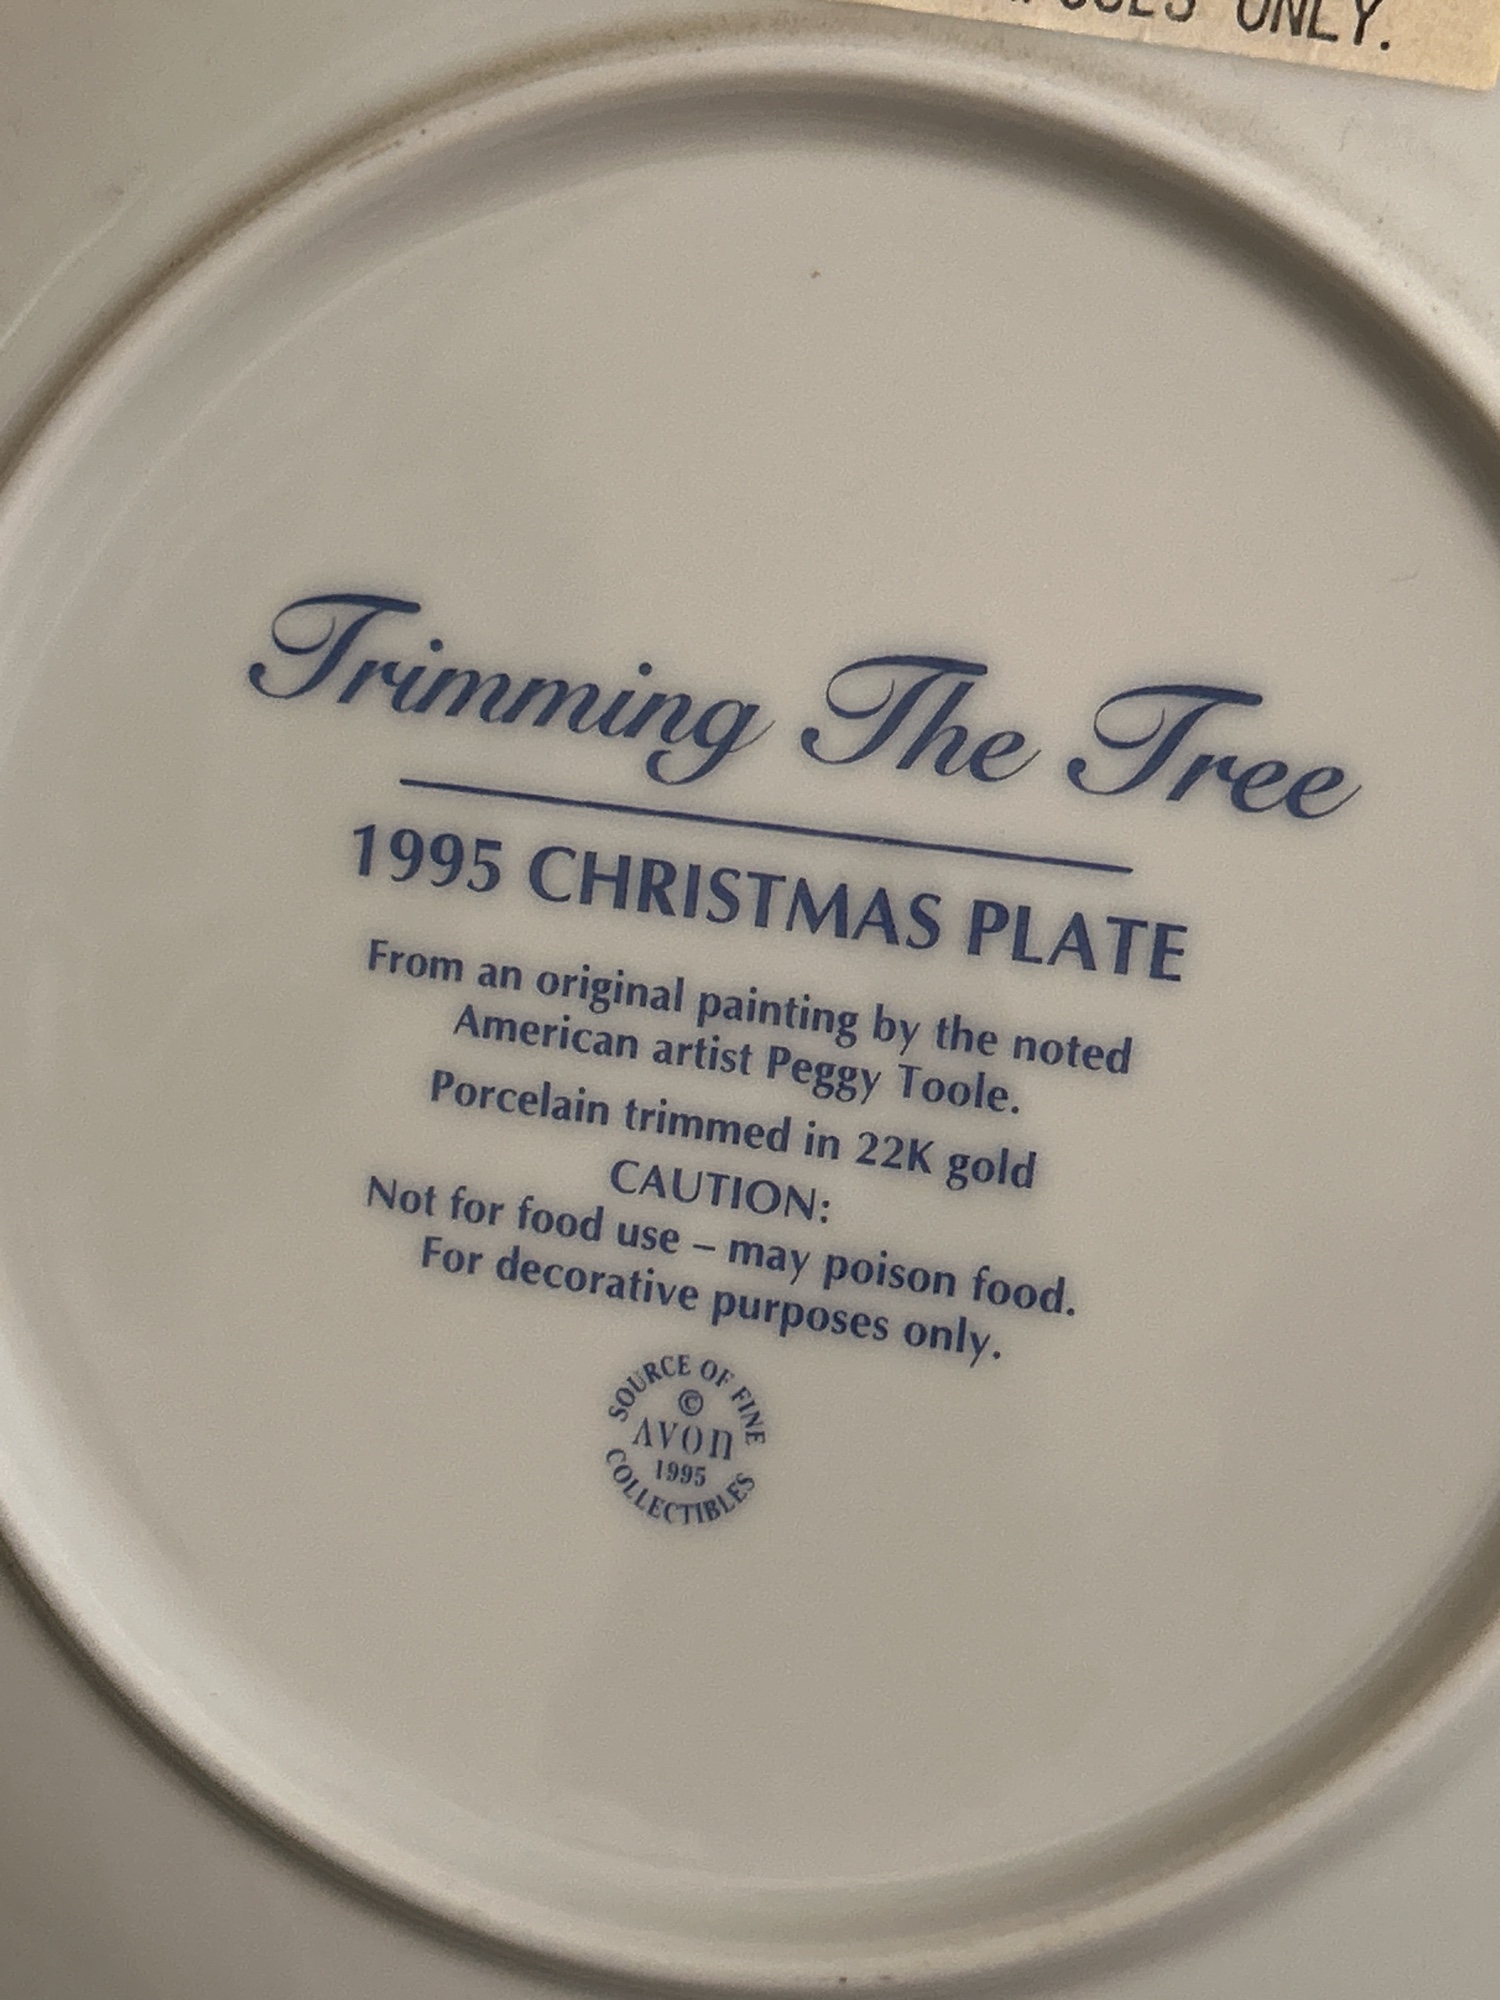 ONLY.
Trimming The Tree
1995 CHRISTMAS PLATE
From an original painting by the noted
American artist Peggy Toole.
Porcelain trimmed in 22K gold
CAUTION:
Not for food use – may poison food.
For decorative purposes only.
SOURCE OF FINE
©
AVON
1995
COLLECTIBLES